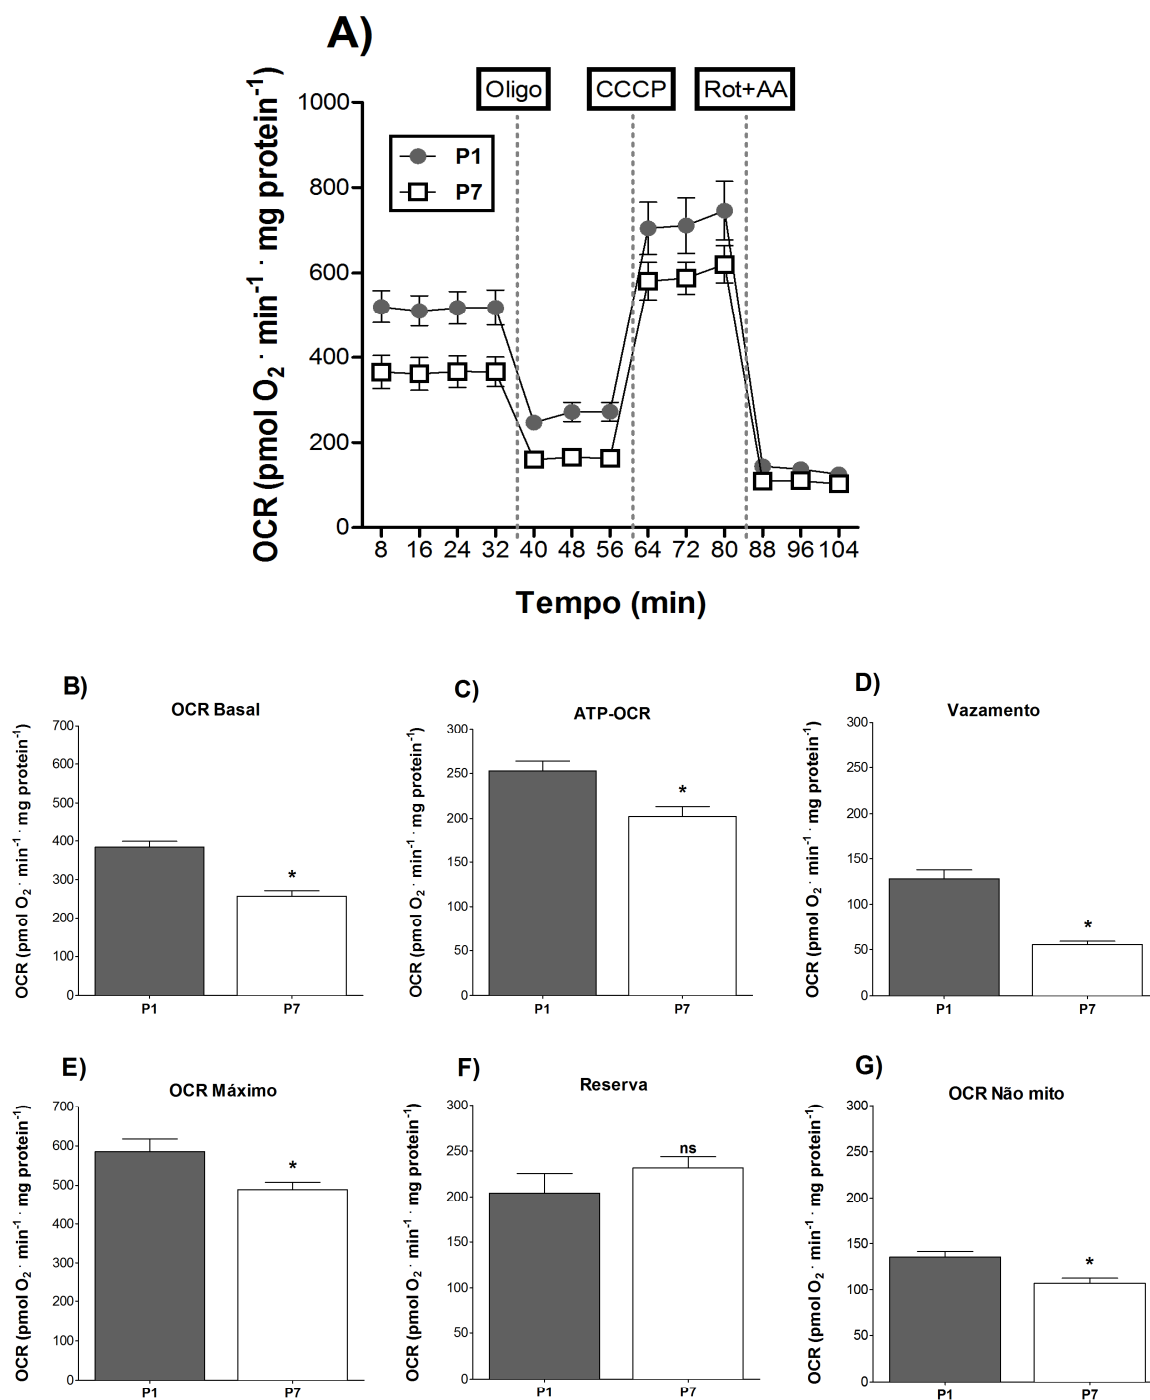 A)
Oligo CCCP Rot+AA
OCR (pmol O2 · min-1 · mg protein-1)
1000
800
600
400
200
0
P1
P7
8 16 24 32 40 48 56 64 72 80 88 96 104
Tempo (min)
B)
OCR Basal
OCR (pmol O2 · min-1 · mg protein-1)
700
600
500
400
300
200
100
0
*
P1 P7
C)
ATP-OCR
OCR (pmol O2 · min-1 · mg protein-1)
300
250
200
150
100
50
0
*
P1 P7
D)
Vazamento
OCR (pmol O2 · min-1 · mg protein-1)
300
250
200
150
100
50
0
*
P1 P7
E)
OCR Máximo
OCR (pmol O2 · min-1 · mg protein-1)
700
600
500
400
300
200
100
0
*
P1 P7
F)
Reserva
OCR (pmol O2 · min-1 · mg protein-1)
300
250
200
150
100
50
0
ns
P1 P7
G)
OCR Não mito
OCR (pmol O2 · min-1 · mg protein-1)
300
250
200
150
100
50
0
*
P1 P7